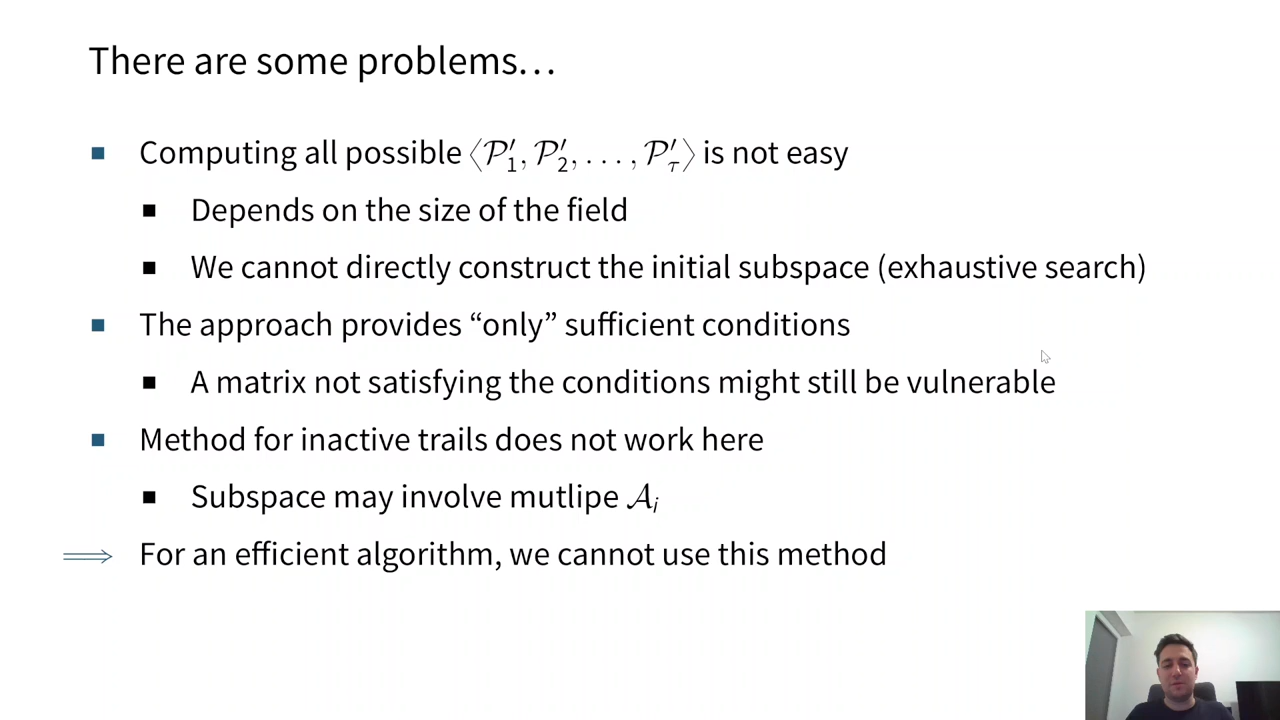 There are some problems…
Computing all possible ⟨𝒫′₁, 𝒫′₂, . . . , 𝒫′_τ⟩ is not easy
Depends on the size of the field
We cannot directly construct the initial subspace (exhaustive search)
The approach provides “only” sufficient conditions
A matrix not satisfying the conditions might still be vulnerable
Method for inactive trails does not work here
Subspace may involve mutlipe 𝒜ᵢ
⟹ For an efficient algorithm, we cannot use this method